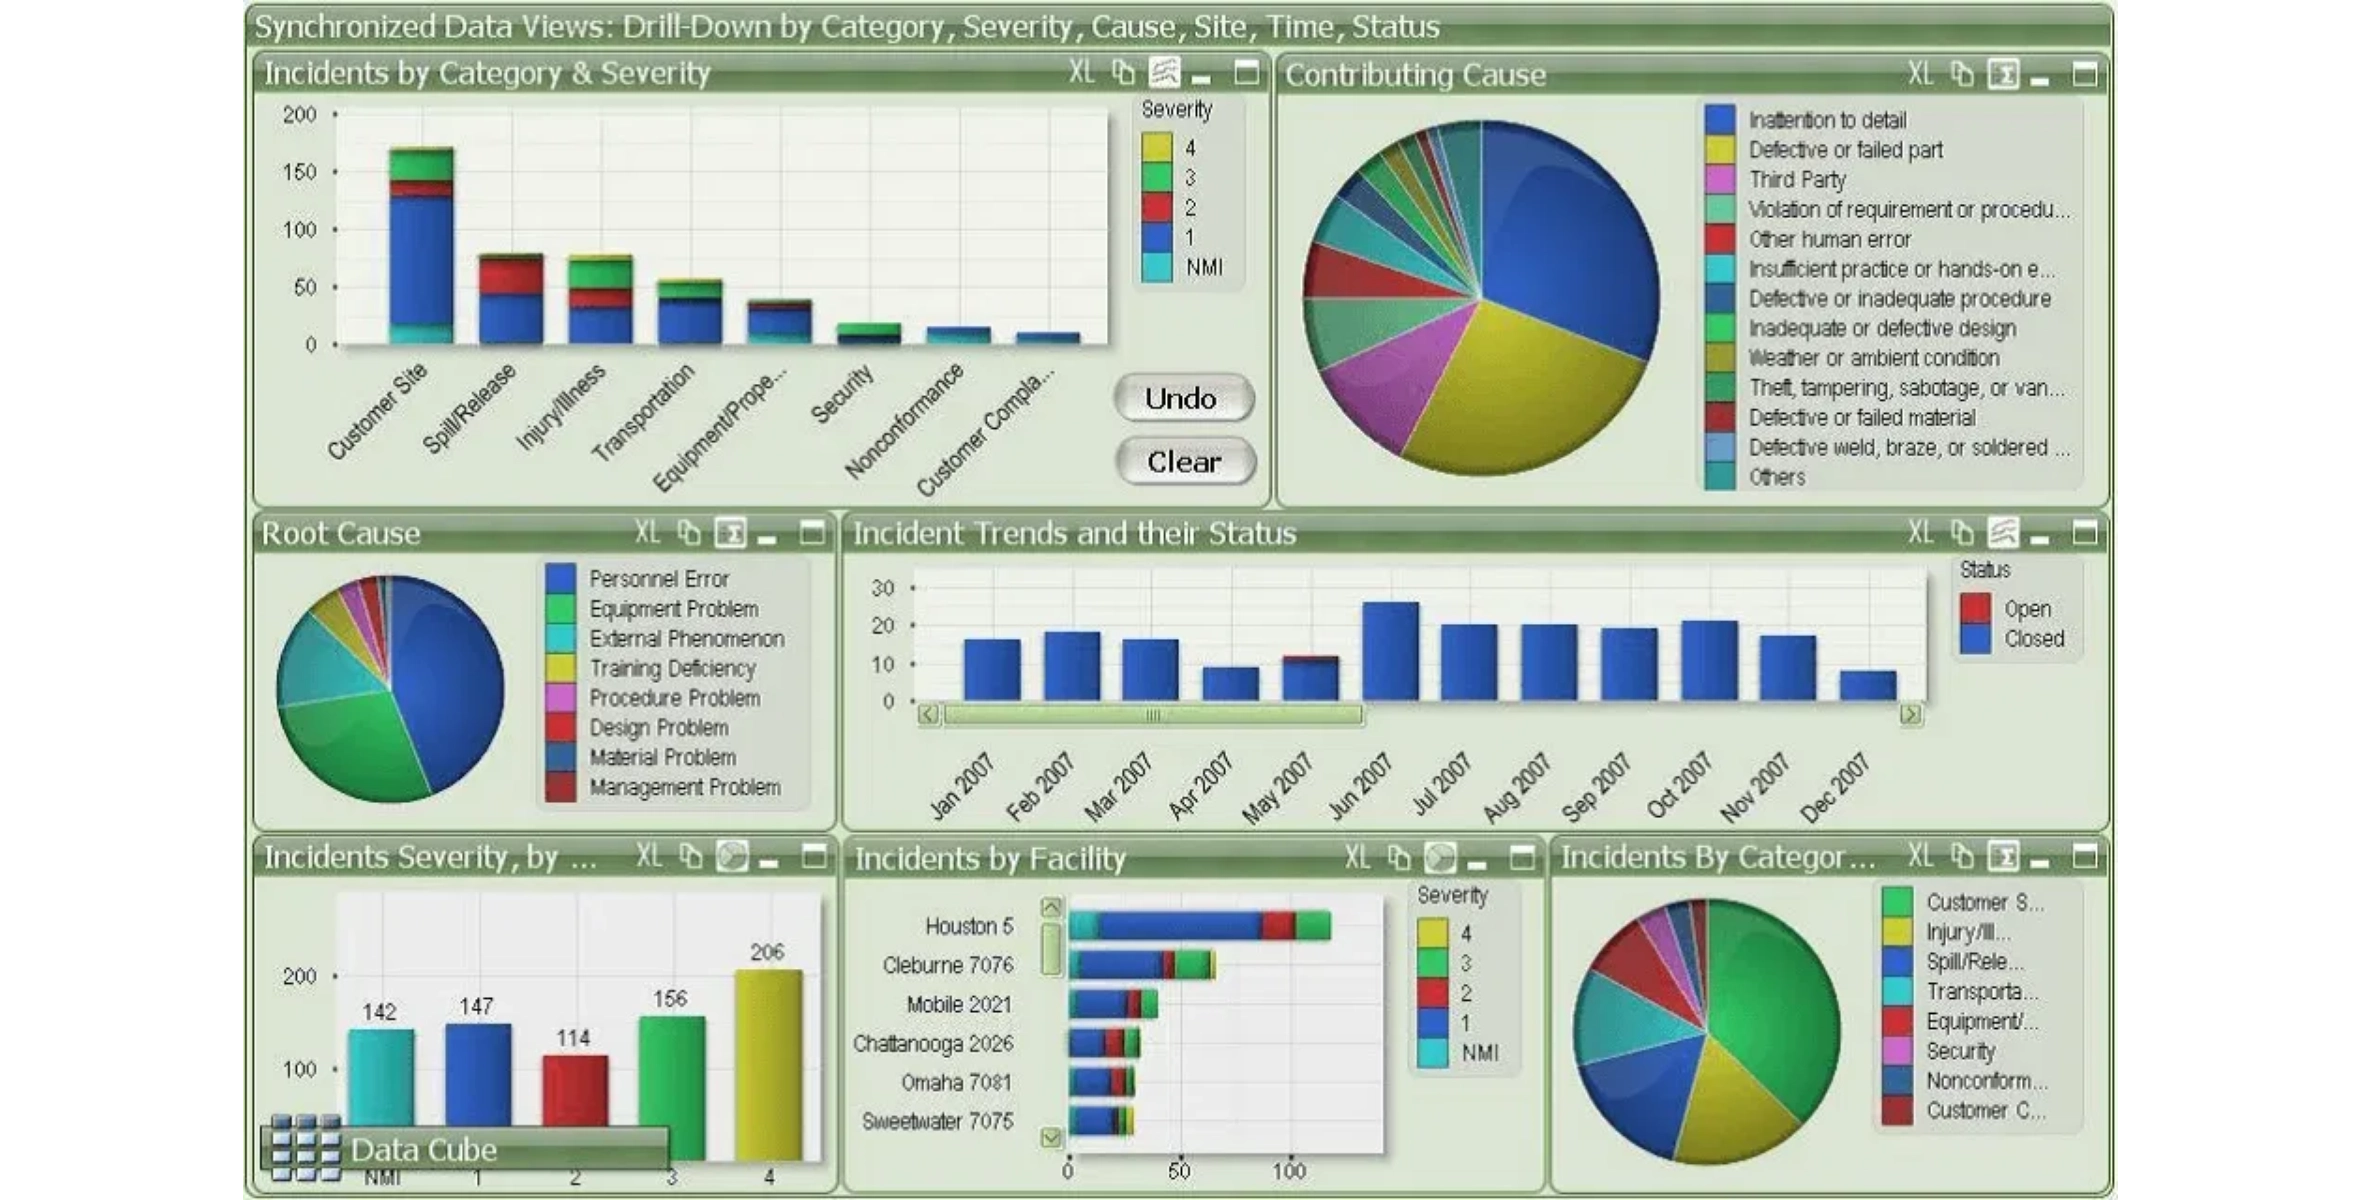 Synchronized Data Views: Drill-Down by Category, Severity, Cause, Site, Time, Status
Incidents by Category & Severity
XL
200
150
100
50
0
Customer Site
Spill/Release
Injury/Illness
Transportation
Equipment/Prope...
Security
Nonconformance
Customer Compla...
Severity
4
3
2
1
NMI
Undo
Clear
Contributing Cause
XL
Inattention to detail
Defective or failed part
Third Party
Violation of requirement or procedu...
Other human error
Insufficient practice or hands-on e...
Defective or inadequate procedure
Inadequate or defective design
Weather or ambient condition
Theft, tampering, sabotage, or van...
Defective or failed material
Defective weld, braze, or soldered ...
Others
Root Cause
XL
Personnel Error
Equipment Problem
External Phenomenon
Training Deficiency
Procedure Problem
Design Problem
Material Problem
Management Problem
Incident Trends and their Status
XL
30
20
10
0
Jan 2007
Feb 2007
Mar 2007
Apr 2007
May 2007
Jun 2007
Jul 2007
Aug 2007
Sep 2007
Oct 2007
Nov 2007
Dec 2007
Status
Open
Closed
Incidents Severity, by ...
XL
200
100
142
147
114
156
206
NMI
1
2
3
4
Data Cube
Incidents by Facility
XL
Houston 5
Cleburne 7076
Mobile 2021
Chattanooga 2026
Omaha 7081
Sweetwater 7075
0
50
100
Severity
4
3
2
1
NMI
Incidents By Categor...
XL
Customer S...
Injury/Ill...
Spill/Rele...
Transporta...
Equipment/...
Security
Nonconform...
Customer C...